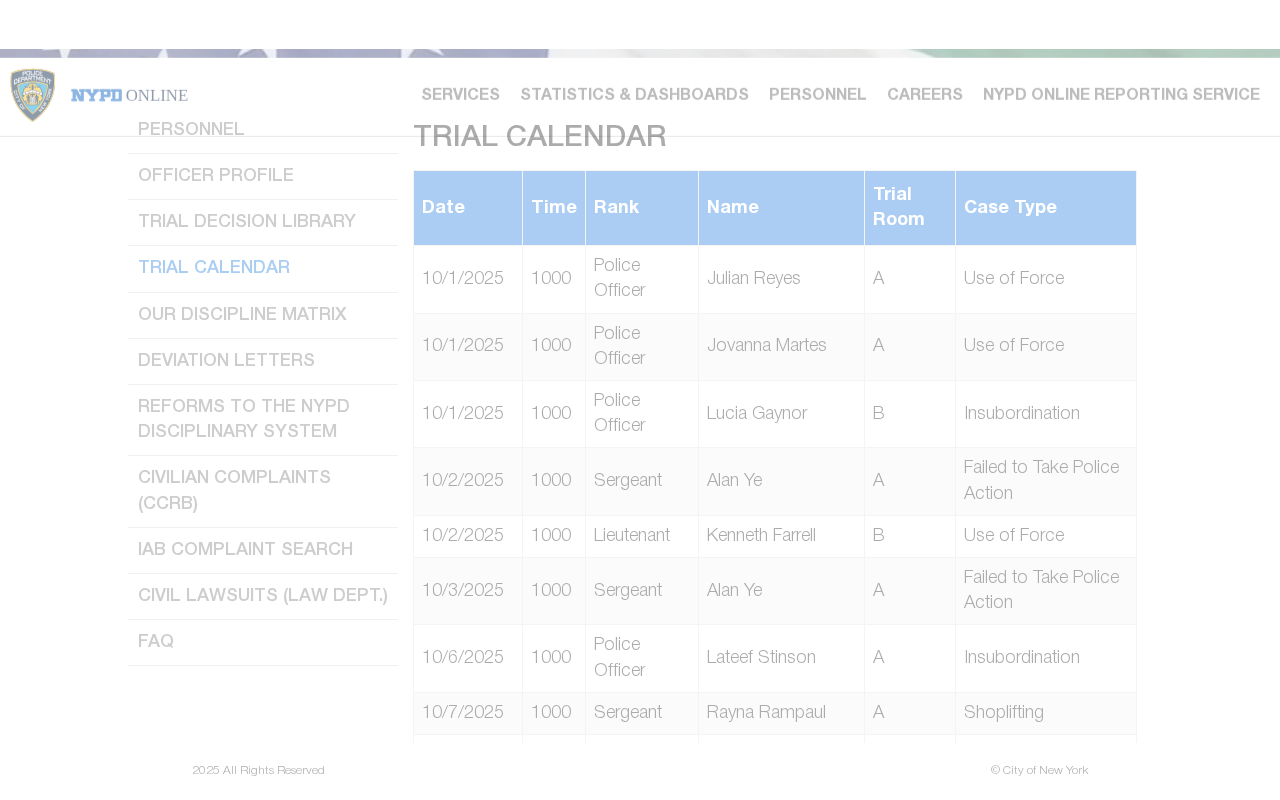 NYPD ONLINE
SERVICES STATISTICS & DASHBOARDS PERSONNEL CAREERS NYPD ONLINE REPORTING SERVICE
PERSONNEL
OFFICER PROFILE
TRIAL DECISION LIBRARY
TRIAL CALENDAR
OUR DISCIPLINE MATRIX
DEVIATION LETTERS
REFORMS TO THE NYPD
DISCIPLINARY SYSTEM
CIVILIAN COMPLAINTS
(CCRB)
IAB COMPLAINT SEARCH
CIVIL LAWSUITS (LAW DEPT.)
FAQ
TRIAL CALENDAR
Date Time Rank Name Trial Room Case Type
10/1/2025 1000 Police Officer Julian Reyes A Use of Force
10/1/2025 1000 Police Officer Jovanna Martes A Use of Force
10/1/2025 1000 Police Officer Lucia Gaynor B Insubordination
10/2/2025 1000 Sergeant Alan Ye A Failed to Take Police Action
10/2/2025 1000 Lieutenant Kenneth Farrell B Use of Force
10/3/2025 1000 Sergeant Alan Ye A Failed to Take Police Action
10/6/2025 1000 Police Officer Lateef Stinson A Insubordination
10/7/2025 1000 Sergeant Rayna Rampaul A Shoplifting
2025 All Rights Reserved
© City of New York